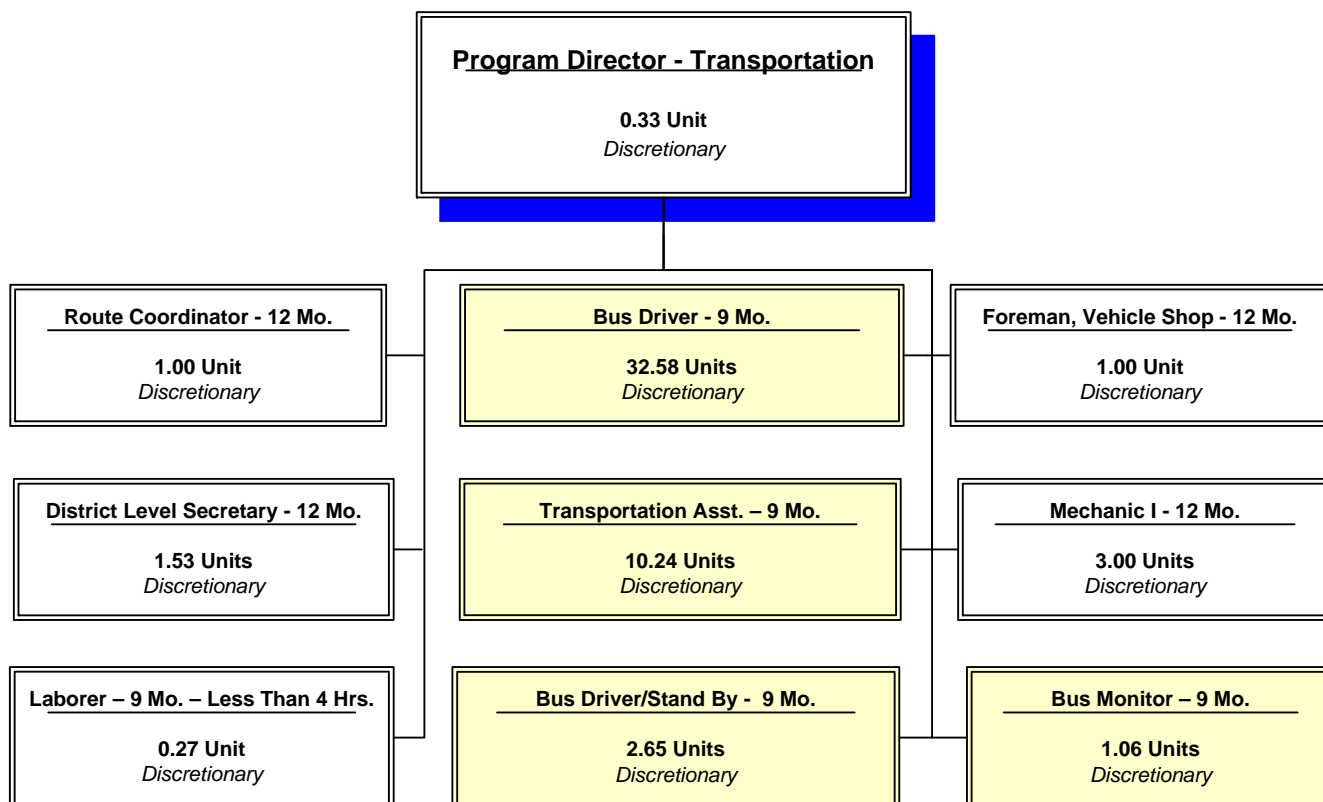 Program Director - Transportation
0.33 Unit
Discretionary
Route Coordinator - 12 Mo.
1.00 Unit
Discretionary
Bus Driver - 9 Mo.
32.58 Units
Discretionary
Foreman, Vehicle Shop - 12 Mo.
1.00 Unit
Discretionary
District Level Secretary - 12 Mo.
1.53 Units
Discretionary
Transportation Asst. – 9 Mo.
10.24 Units
Discretionary
Mechanic I - 12 Mo.
3.00 Units
Discretionary
Laborer – 9 Mo. – Less Than 4 Hrs.
0.27 Unit
Discretionary
Bus Driver/Stand By - 9 Mo.
2.65 Units
Discretionary
Bus Monitor – 9 Mo.
1.06 Units
Discretionary